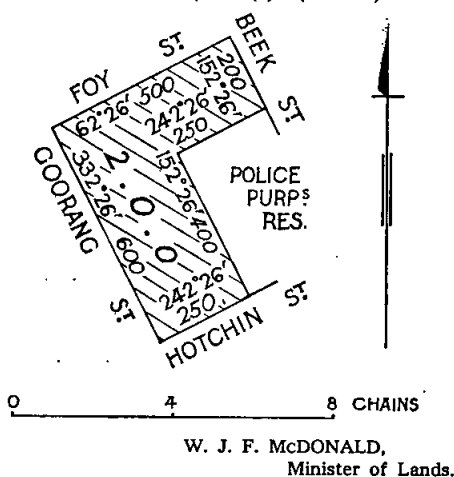 FOY ST.
BEEK ST.
62°26' 500
152°26' 200
242°26' 250
GOORANG ST.
332°26' 600
2.0.0
152°26' 400
POLICE
PURPS.
RES.
242°26' 250
HOTCHIN ST.
0 4 8 CHAINS
W. J. F. McDONALD,
Minister of Lands.